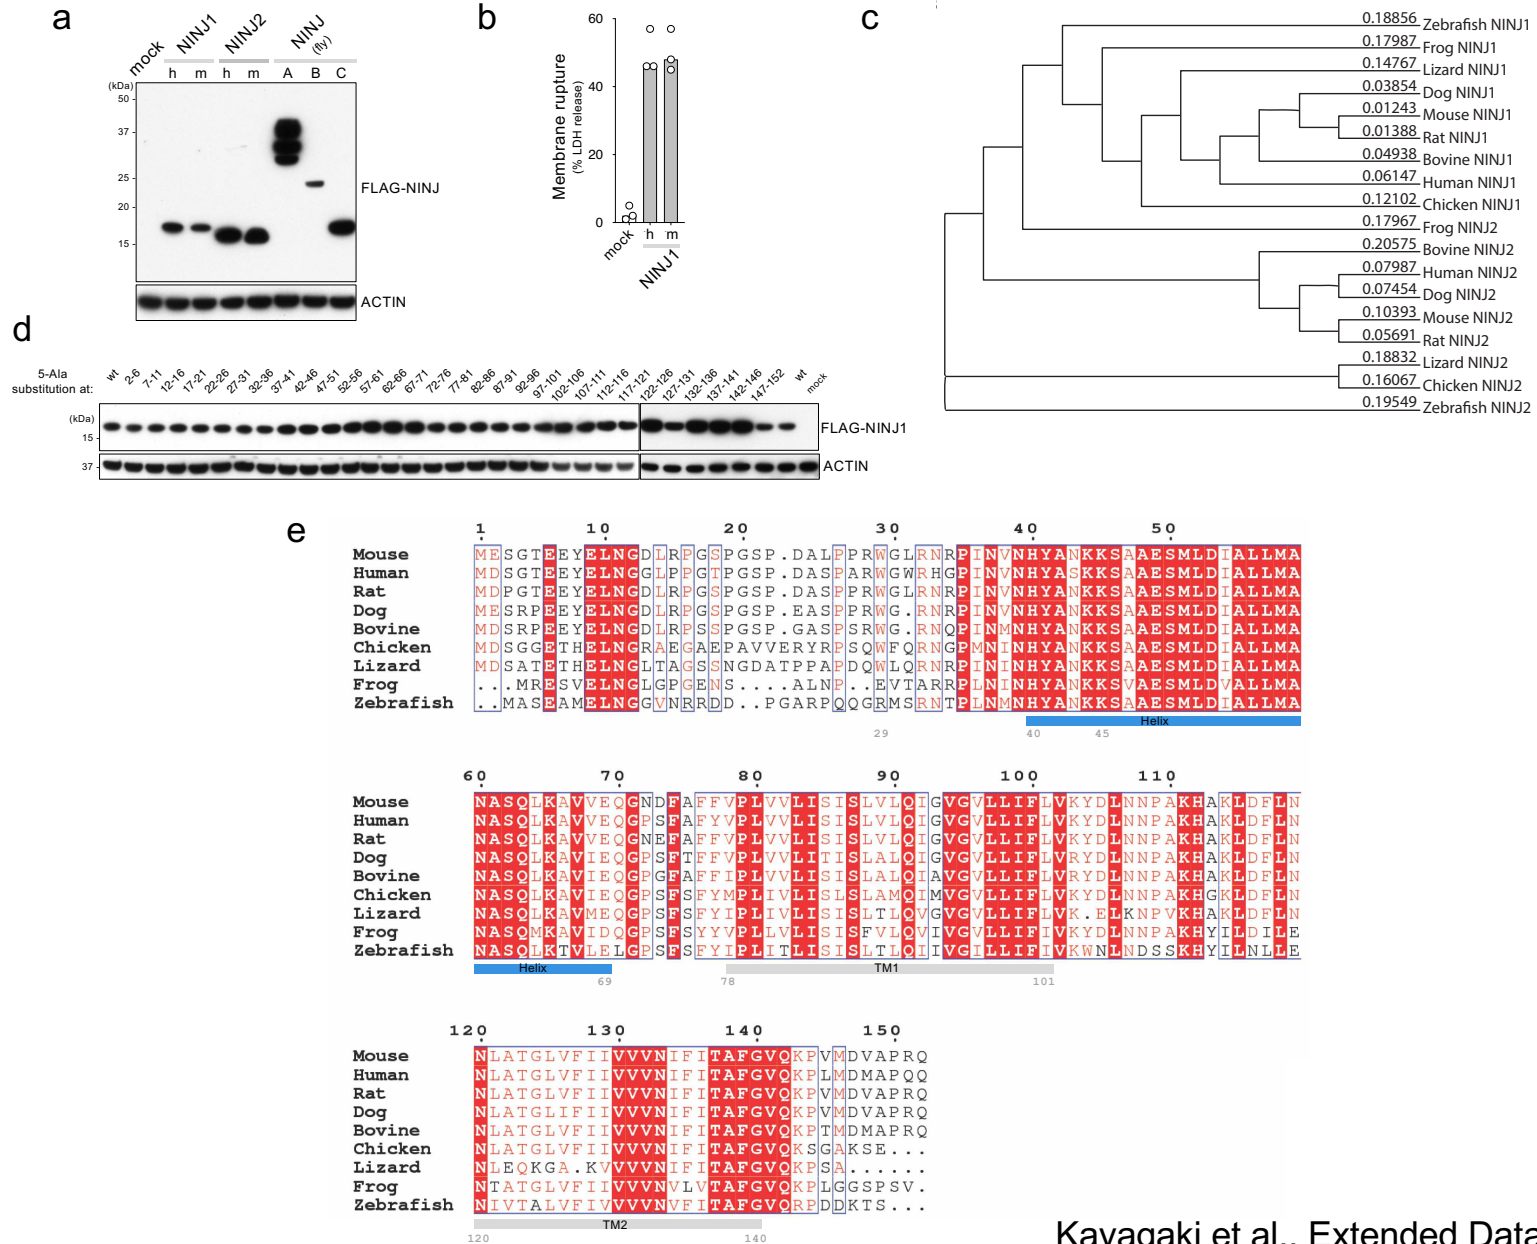 a
mock
NINJ1
NINJ2
NINJ
(fly)
h m h m A B C
(kDa)
50
37
25
20
15
FLAG-NINJ
ACTIN
b
Membrane rupture
(% LDH release)
60
40
20
0
mock
h m
NINJ1
c
0.18856 Zebrafish NINJ1
0.17987 Frog NINJ1
0.14767 Lizard NINJ1
0.03854 Dog NINJ1
0.01243 Mouse NINJ1
0.01388 Rat NINJ1
0.04938 Bovine NINJ1
0.06147 Human NINJ1
0.12102 Chicken NINJ1
0.17967 Frog NINJ2
0.20575 Bovine NINJ2
0.07987 Human NINJ2
0.07454 Dog NINJ2
0.10393 Mouse NINJ2
0.05691 Rat NINJ2
0.18832 Lizard NINJ2
0.16067 Chicken NINJ2
0.19549 Zebrafish NINJ2
d
5-Ala
substitution at:
wt 2-6 7-11 12-16 17-21 22-26 27-31 32-36 37-41 42-46 47-51 52-56 57-61 62-66 67-71 72-76 77-81 82-86 87-91 92-96 97-101 102-106 107-111 112-116 117-121 122-126 127-131 132-136 137-141 142-146 147-152 wt mock
(kDa)
15
FLAG-NINJ1
37
ACTIN
e
1 10 20 30 40 50
Mouse MESGTEEYELNGDLRPGSPGSP.DALPPRWGLRNRPINVNHYANKKSAAESMLDIALLMA
Human MDSGTEEYELNGGLPPGTPGSP.DASPARWGWRHGPINVNHYASKKSAAESMLDIALLMA
Rat MDPGTEEYELNGDLRPGSPGSP.DASPPRWGLRNRPINVNHYANKKSAAESMLDIALLMA
Dog MESRPEEYELNGDLRPGSPGSP.EASPPRWG.RNRPINVNHYANKKSAAESMLDIALLMA
Bovine MDSRPEEYELNGDLRPSSPGSP.GASPSRWG.RNQPINMNHYANKKSAAESMLDIALLMA
Chicken MDSGGETHELNGRAEGAEPAVVERYRPSQWFQRNGPMNINHYANKKSAAESMLDIALLMA
Lizard MDSATETHELNGLTAGSSNGDATPPAPDQWLQRNRPININHYANKKSAAESMLDIALLMA
Frog ...MRESVELNGLGPGENS....ALNP..EVTARRPLNINHYANKKSVAESMLDVALLMA
Zebrafish ..MASEAMELNGGVNRRDD..PGARPQQGRMSRNTPLNMNHYANKKSAAESMLDIALLMA
Helix
29 40 45
60 70 80 90 100 110
Mouse NASQLKAVVEQGNDFAFFVPLVVLISISLVLQIGVGVLLIFLVKYDLNNPAKHAKLDFLN
Human NASQLKAVVEQGPSFAFYVPLVVLISISLVLQIGVGVLLIFLVKYDLNNPAKHAKLDFLN
Rat NASQLKAVVEQGNEFAFFVPLVVLISISLVLQIGVGVLLIFLVKYDLNNPAKHAKLDFLN
Dog NASQLKAVIEQGPSFTFFVPLVVLITISLALQIGVGVLLIFLVRYDLNNPAKHAKLDFLN
Bovine NASQLKAVIEQGPGFAFFIPLVVLISISLALQIAVGVLLIFLVKYDLNNPAKHAKLDFLN
Chicken NASQLKAVIEQGPSFSFYMPLIVLISLSLAMQIMVGVLLIFLVKYDLNNPAKHGKLDFLN
Lizard NASQLKAVMEQGPSFSFYIPLIVLISISLTLQVGVGVLLIFLVK.ELKNPVKHAKLDFLN
Frog NASQMKAVIDQGPSFSYYVPLLVLISISFVLQVIVGVLLIFIVKYDLNNPAKHYILDILE
Zebrafish NASQLKTVLELGPSFSFYIPLITLISISLTLQIIVGILLIFIVKWNLNDSSKHYILNLLE
Helix TM1
69 78 101
120 130 140 150
Mouse NLATGLVFIIVVVNIFITAFGVQKPVMDVAPRQ
Human NLATGLVFIIVVVNIFITAFGVQKPLMDMAPQQ
Rat NLATGLVFIIVVVNIFITAFGVQKPVMDVAPRQ
Dog NLATGLIFIIVVVNIFITAFGVQKPVMDVAPRQ
Bovine NLATGLVFIIVVVNIFITAFGVQKPTMDMAPRQ
Chicken NLATGLVFIIVVVNIFITAFGVQKSGAKSE...
Lizard NLEQKGA.KVVVVNIFITAFGVQKPSA......
Frog NTATGLVFIIVVVNVLVTAFGVQKPLGGSPSV.
Zebrafish NIVTALVFIVVVVNVFITAFGVQRPDDKTS...
TM2
120 140
Kayagaki et al., Extended Data